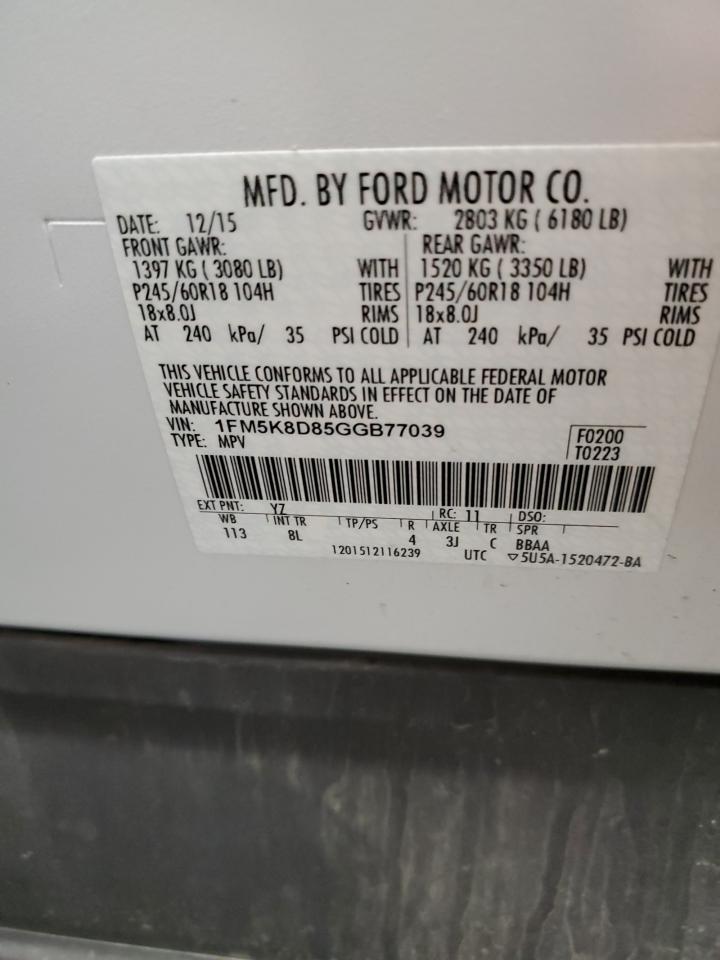 MFD. BY FORD MOTOR CO.
DATE: 12/15 GVWR: 2803 KG ( 6180 LB)
FRONT GAWR: REAR GAWR:
1397 KG ( 3080 LB) WITH 1520 KG ( 3350 LB) WITH
P245/60R18 104H TIRES P245/60R18 104H TIRES
18x8.0J RIMS 18x8.0J RIMS
AT 240 kPa/ 35 PSI COLD AT 240 kPa/ 35 PSI COLD
THIS VEHICLE CONFORMS TO ALL APPLICABLE FEDERAL MOTOR
VEHICLE SAFETY STANDARDS IN EFFECT ON THE DATE OF
MANUFACTURE SHOWN ABOVE.
VIN: 1FM5K8D85GGB77039 F0200
TYPE: MPV T0223
EXT PNT: YZ RC: 11 DSO:
WB INT TR TP/PS R AXLE TR SPR
113 8L 4 3J C BBAA
1201512116239 UTC ▽5U5A-1520472-BA